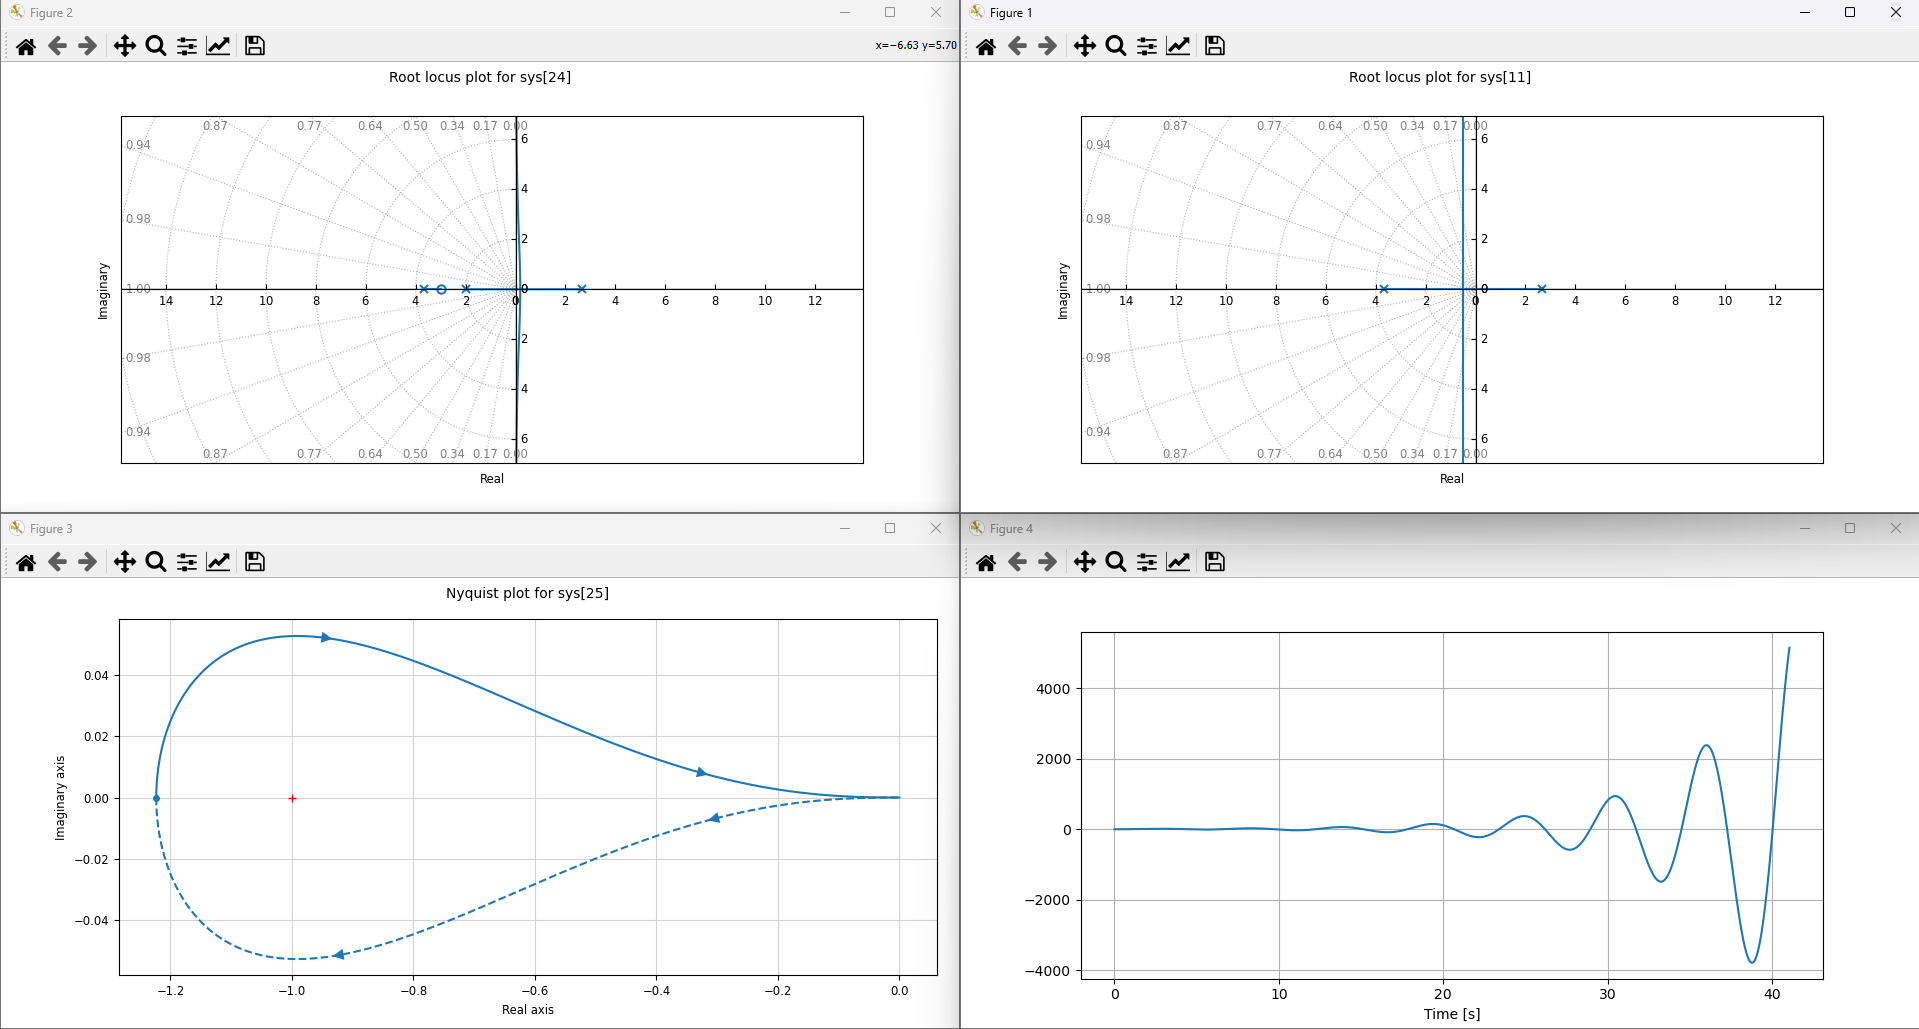 Figure 2
x=−6.63 y=5.70
Root locus plot for sys[24]
0.87 0.77 0.64 0.50 0.34 0.17 0.00
0.94
0.98
1.00
0.98
0.94
0.87 0.77 0.64 0.50 0.34 0.17 0.00
6
4
2
0
2
4
6
14 12 10 8 6 4 2 0 2 4 6 8 10 12
Imaginary
Real
Figure 1
Root locus plot for sys[11]
0.87 0.77 0.64 0.50 0.34 0.17 0.00
0.94
0.98
1.00
0.98
0.94
0.87 0.77 0.64 0.50 0.34 0.17 0.00
6
4
2
0
2
4
6
14 12 10 8 6 4 2 0 2 4 6 8 10 12
Imaginary
Real
Figure 3
Nyquist plot for sys[25]
0.04
0.02
0.00
−0.02
−0.04
Imaginary axis
−1.2 −1.0 −0.8 −0.6 −0.4 −0.2 0.0
Real axis
Figure 4
4000
2000
0
−2000
−4000
0 10 20 30 40
Time [s]